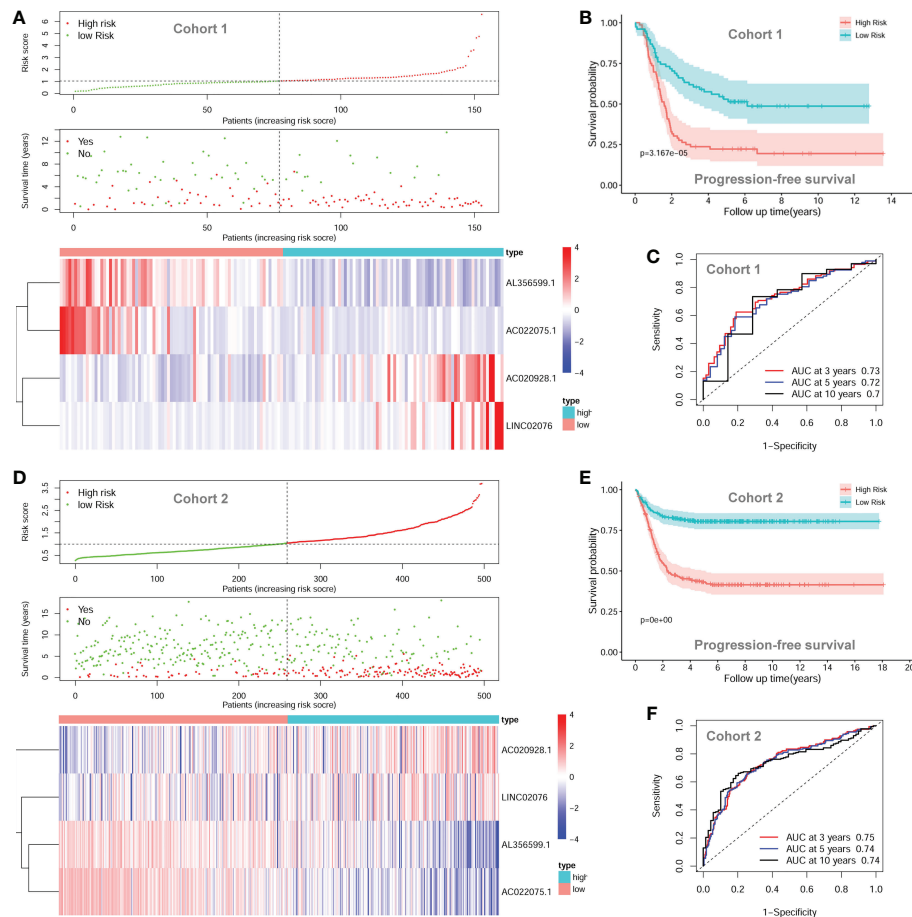 A
High risk
low Risk
Cohort 1
Risk score
0 1 2 3 4 5 6
0 50 100 150
Patients (increasing risk socre)
Yes
No
Survival time (years)
0 4 8 12
0 50 100 150
Patients (increasing risk socre)
type
AL356599.1
AC022075.1
AC020928.1
LINC02076
4
2
0
−2
−4
type
high
low
B
High Risk
Low Risk
Cohort 1
Survival probability
1.00
0.75
0.50
0.25
0.00
p=3.167e−05
Progression-free survival
0 2 4 6 8 10 12 14
Follow up time(years)
C
Cohort 1
Sensitivity
0.0 0.2 0.4 0.6 0.8 1.0
AUC at 3 years 0.73
AUC at 5 years 0.72
AUC at 10 years 0.7
0.0 0.2 0.4 0.6 0.8 1.0
1−Specificity
D
High risk
low Risk
Cohort 2
Risk score
0.5 1.5 2.5 3.5
0 100 200 300 400 500
Patients (increasing risk socre)
Yes
No
Survival time (years)
0 5 10 15
0 100 200 300 400 500
Patients (increasing risk socre)
type
AC020928.1
LINC02076
AL356599.1
AC022075.1
4
2
0
−2
−4
type
high
low
E
High Risk
Low Risk
Cohort 2
Survival probability
1.00
0.75
0.50
0.25
0.00
p=0e+00
Progression-free survival
0 2 4 6 8 10 12 14 16 18
Follow up time(years)
F
Cohort 2
Sensitivity
0.0 0.2 0.4 0.6 0.8 1.0
AUC at 3 years 0.75
AUC at 5 years 0.74
AUC at 10 years 0.74
0.0 0.2 0.4 0.6 0.8 1.0
1−Specificity